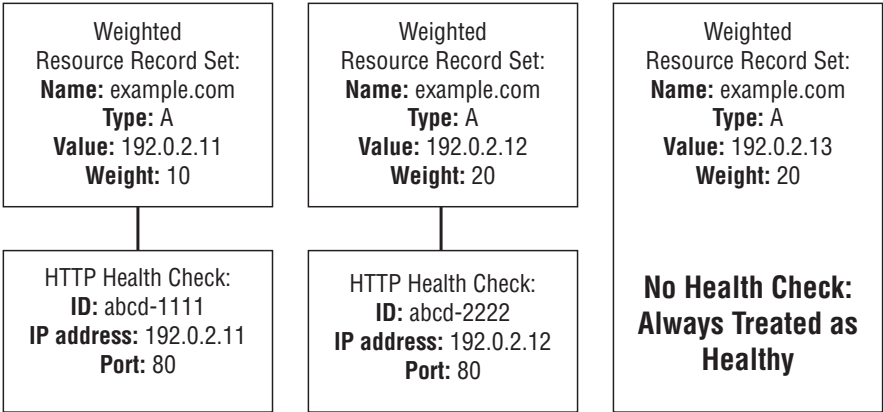 Weighted
Resource Record Set:
Name: example.com
Type: A
Value: 192.0.2.11
Weight: 10
HTTP Health Check:
ID: abcd-1111
IP address: 192.0.2.11
Port: 80
Weighted
Resource Record Set:
Name: example.com
Type: A
Value: 192.0.2.12
Weight: 20
HTTP Health Check:
ID: abcd-2222
IP address: 192.0.2.12
Port: 80
Weighted
Resource Record Set:
Name: example.com
Type: A
Value: 192.0.2.13
Weight: 20
No Health Check:
Always Treated as
Healthy